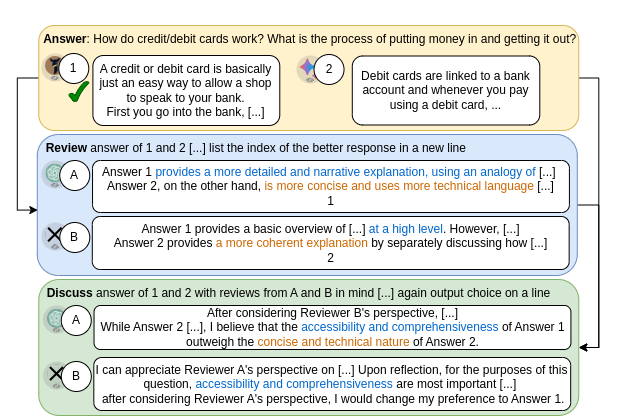 Answer: How do credit/debit cards work? What is the process of putting money in and getting it out?
1
A credit or debit card is basically
just an easy way to allow a shop
to speak to your bank.
First you go into the bank, [...]
2
Debit cards are linked to a bank
account and whenever you pay
using a debit card, ...
Review answer of 1 and 2 [...] list the index of the better response in a new line
A
Answer 1 provides a more detailed and narrative explanation, using an analogy of [...]
Answer 2, on the other hand, is more concise and uses more technical language [...]
1
B
Answer 1 provides a basic overview of [...] at a high level. However, [...]
Answer 2 provides a more coherent explanation by separately discussing how [...]
2
Discuss answer of 1 and 2 with reviews from A and B in mind [...] again output choice on a line
A
After considering Reviewer B's perspective, [...]
While Answer 2 [...], I believe that the accessibility and comprehensiveness of Answer 1
outweigh the concise and technical nature of Answer 2.
B
I can appreciate Reviewer A's perspective on [...] Upon reflection, for the purposes of this
question, accessibility and comprehensiveness are most important [...]
after considering Reviewer A's perspective, I would change my preference to Answer 1.